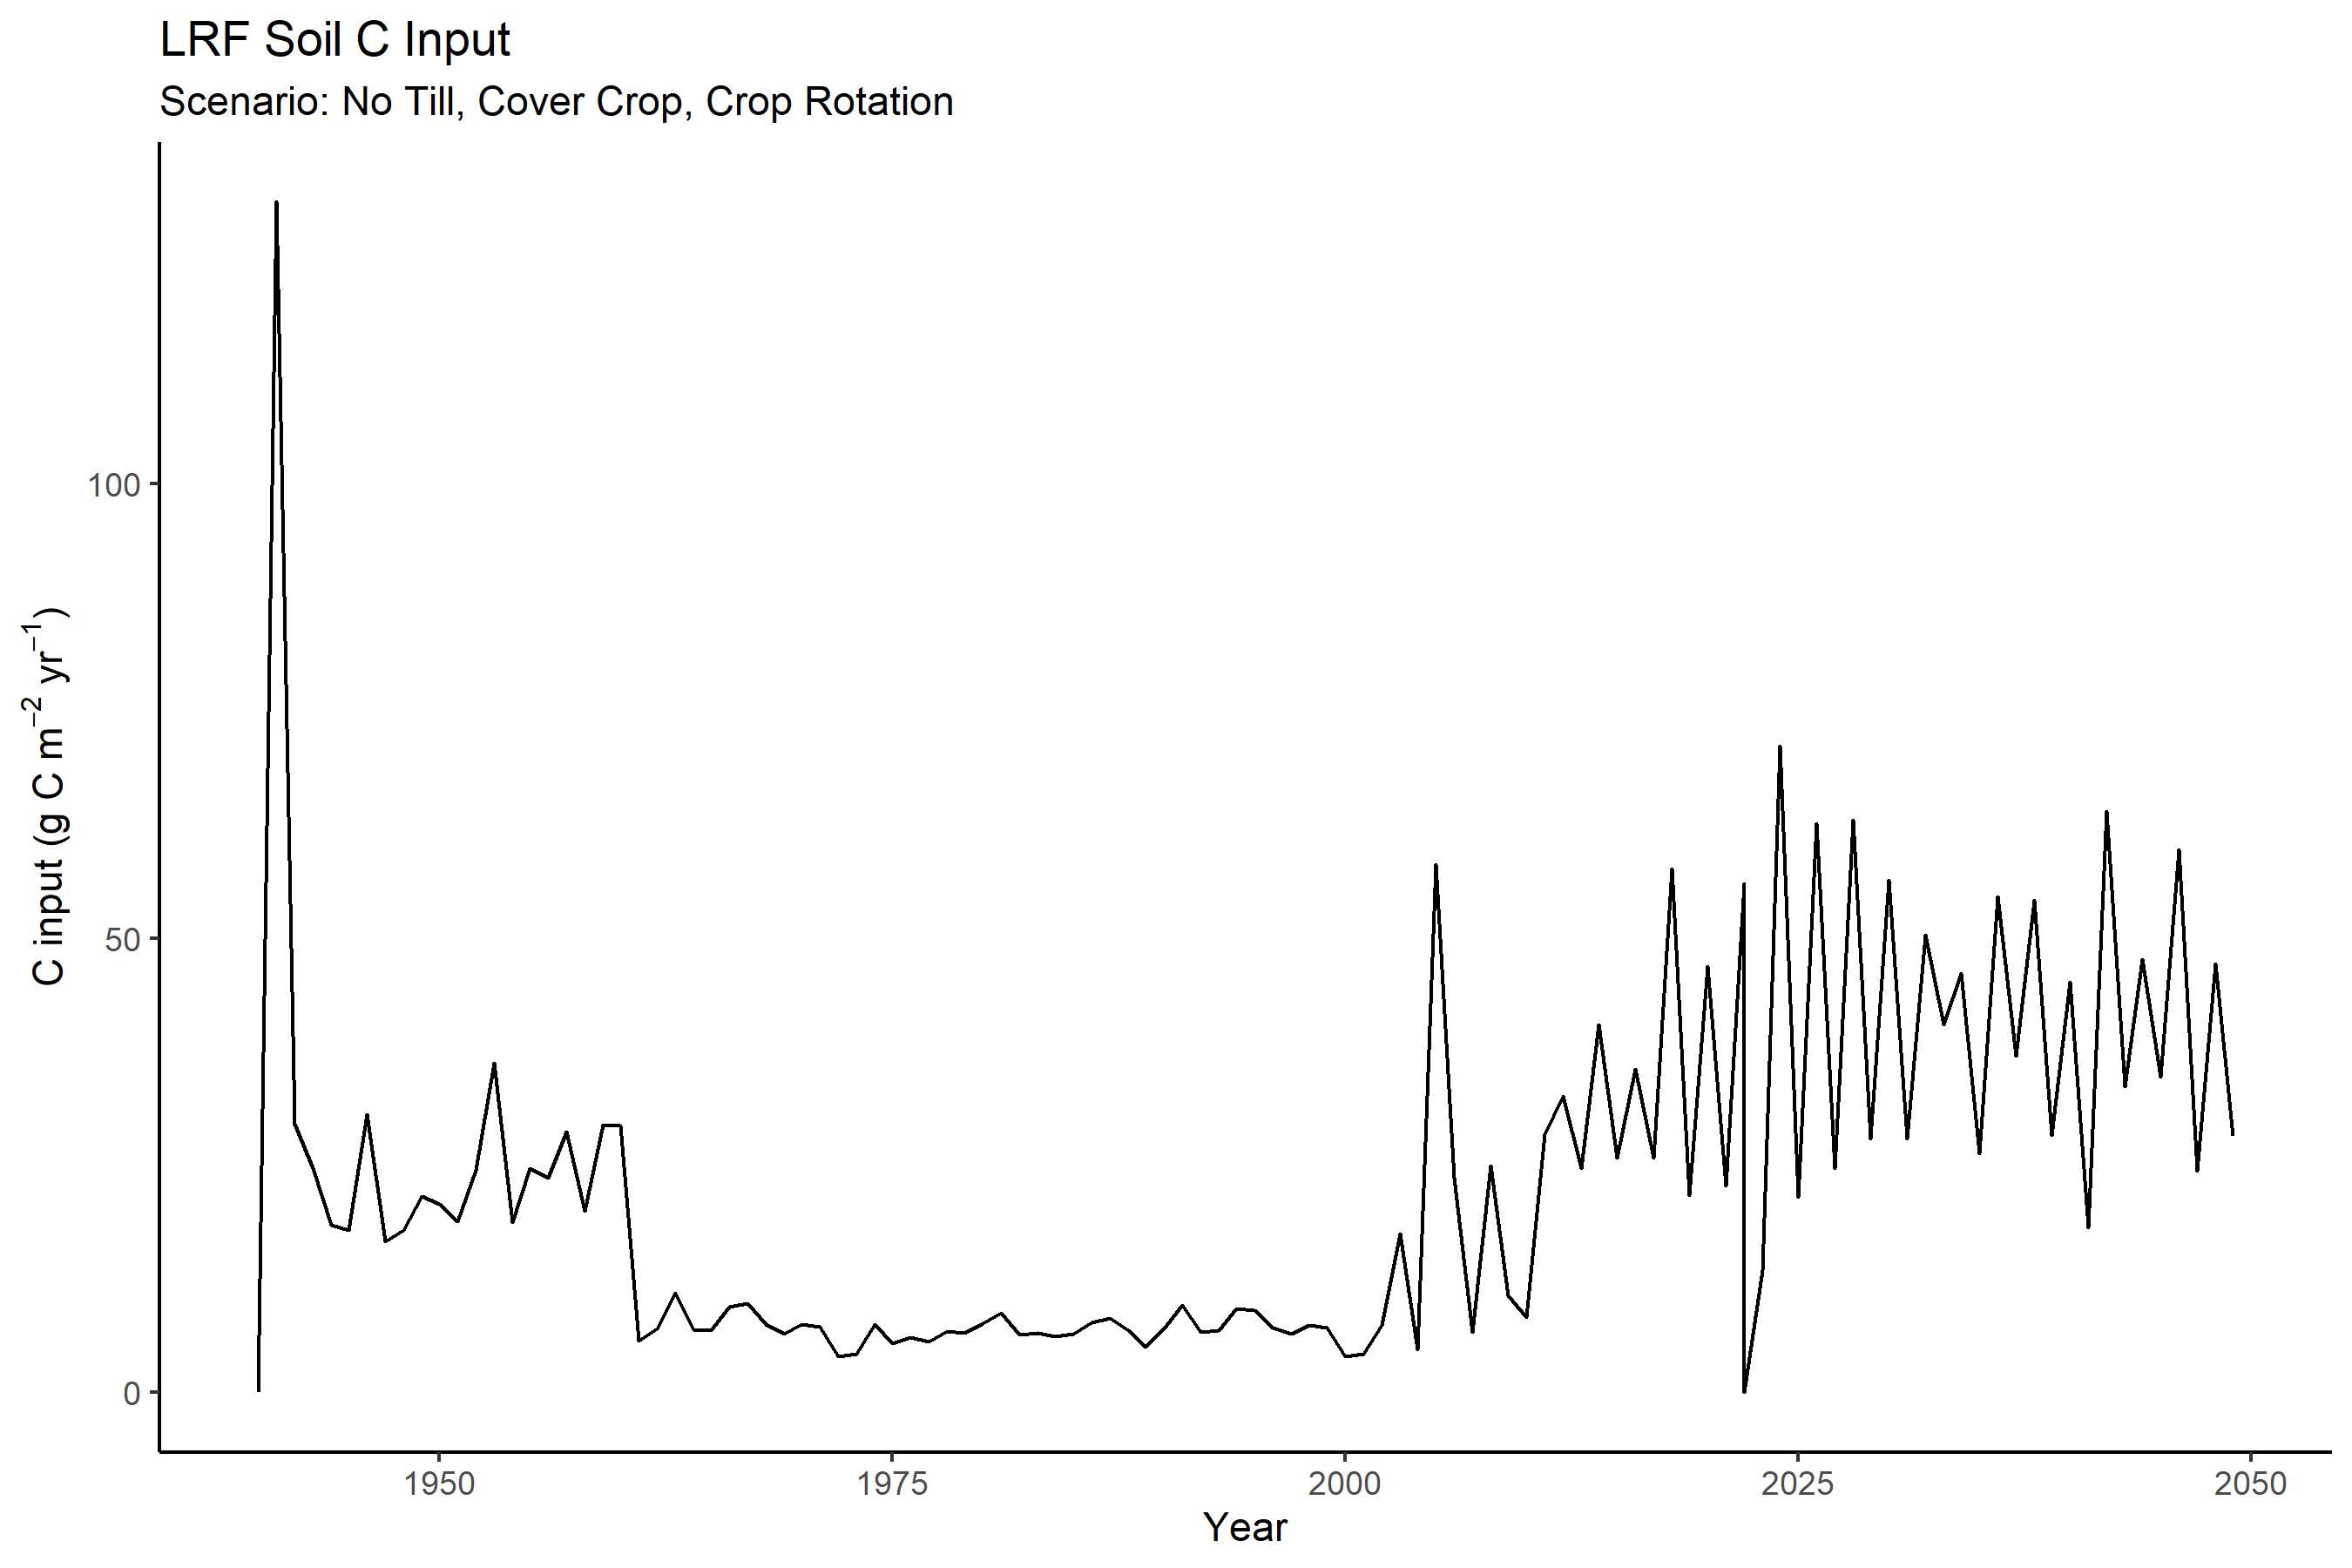 LRF Soil C Input
Scenario: No Till, Cover Crop, Crop Rotation
C input (g C m⁻² yr⁻¹)
100
50
0
1950 1975 2000 2025 2050
Year